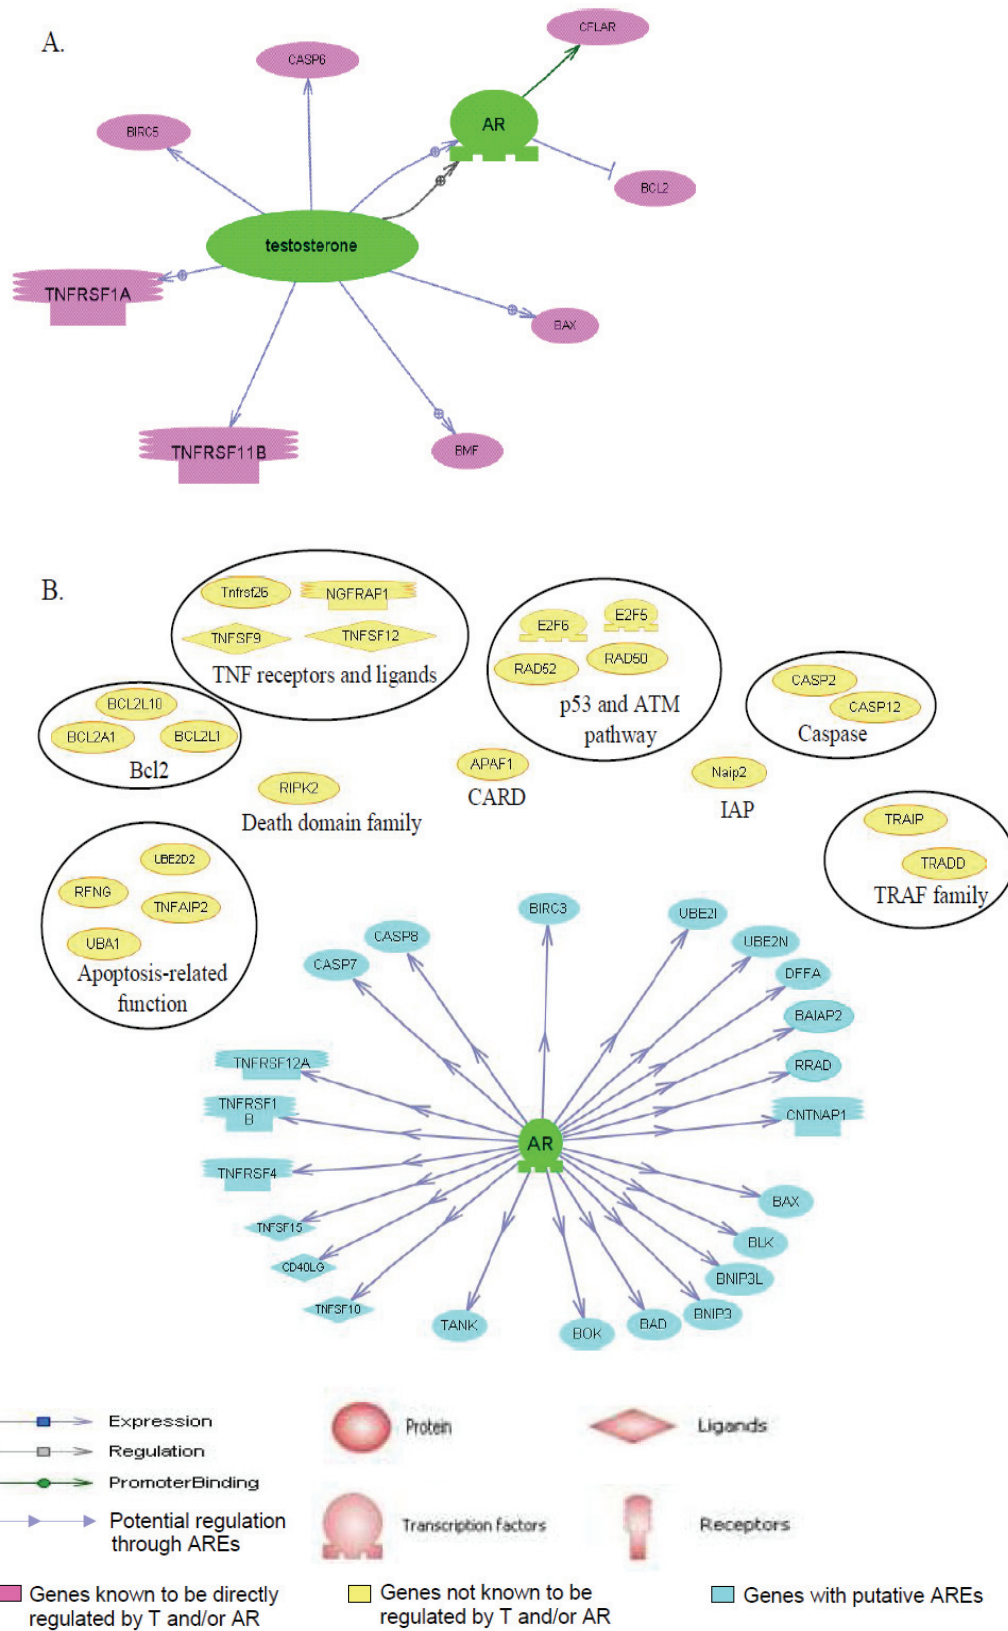 A.
CFLAR
CASP6
AR
BIRC5
BCL2
testosterone
TNFRSF1A
BAX
TNFRSF11B
BMF
B.
Tnfrsf26
NGFRAP1
TNFSF9
TNFSF12
TNF receptors and ligands
E2F6
E2F5
RAD52
RAD50
p53 and ATM
pathway
CASP2
CASP12
Caspase
BCL2L10
BCL2A1
BCL2L1
Bcl2
RIPK2
Death domain family
APAF1
CARD
Naip2
IAP
TRAIP
TRADD
TRAF family
UBE2D2
RFNG
TNFAIP2
UBA1
Apoptosis-related
function
BIRC3
UBE2I
CASP8
UBE2N
CASP7
DFFA
BAIAP2
TNFRSF12A
RRAD
TNFRSF1
B
CNTNAP1
AR
TNFRSF4
BAX
TNFSF15
BLK
CD40LG
BNIP3L
TNFSF10
BNIP3
TANK
BAD
BOK
Expression
Regulation
PromoterBinding
Potential regulation
through AREs
Protein
Ligands
Transcription factors
Receptors
Genes known to be directly
regulated by T and/or AR
Genes not known to be
regulated by T and/or AR
Genes with putative AREs